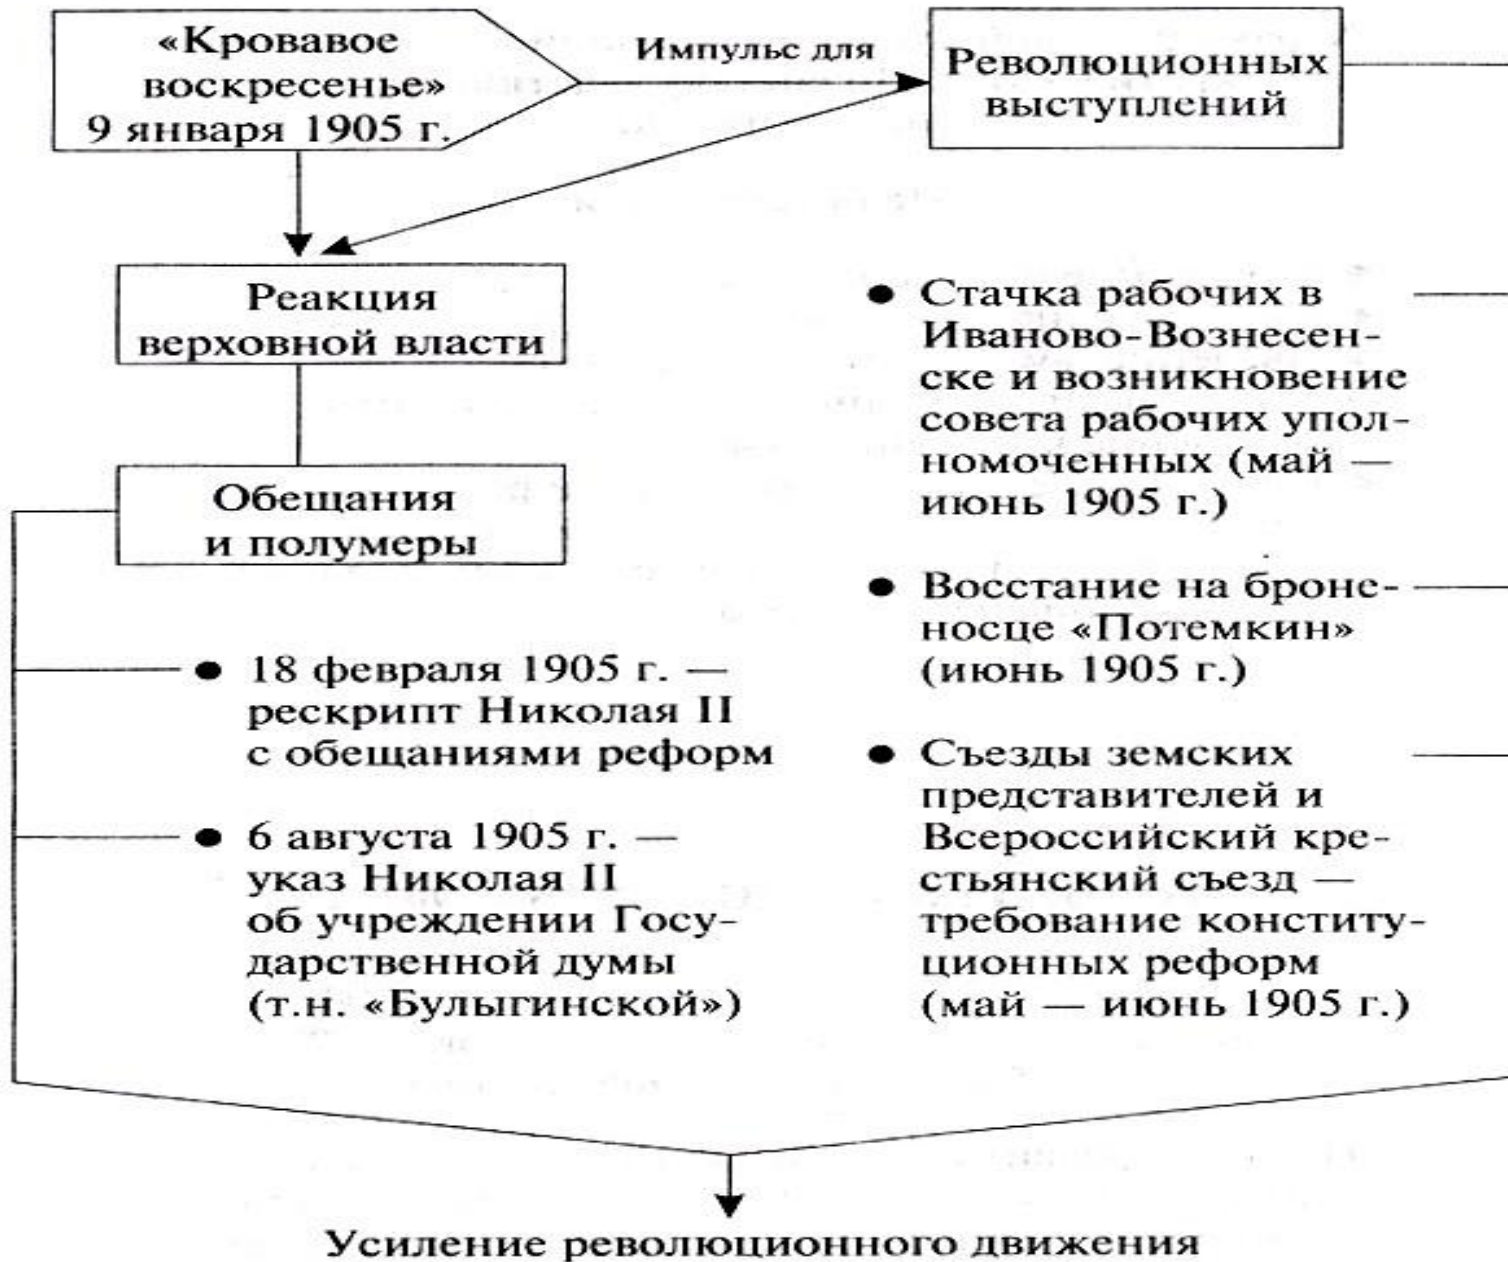 «Кровавое
воскресенье»
9 января 1905 г.
Импульс для
Революционных
выступлений
Реакция
верховной власти
Обещания
и полумеры
● 18 февраля 1905 г. —
рескрипт Николая II
с обещаниями реформ
● 6 августа 1905 г. —
указ Николая II
об учреждении Госу-
дарственной думы
(т.н. «Булыгинской»)
● Стачка рабочих в
Иваново-Вознесен-
ске и возникновение
совета рабочих упол-
номоченных (май —
июнь 1905 г.)
● Восстание на броне-
носце «Потемкин»
(июнь 1905 г.)
● Съезды земских
представителей и
Всероссийский кре-
стьянский съезд —
требование конститу-
ционных реформ
(май — июнь 1905 г.)
Усиление революционного движения